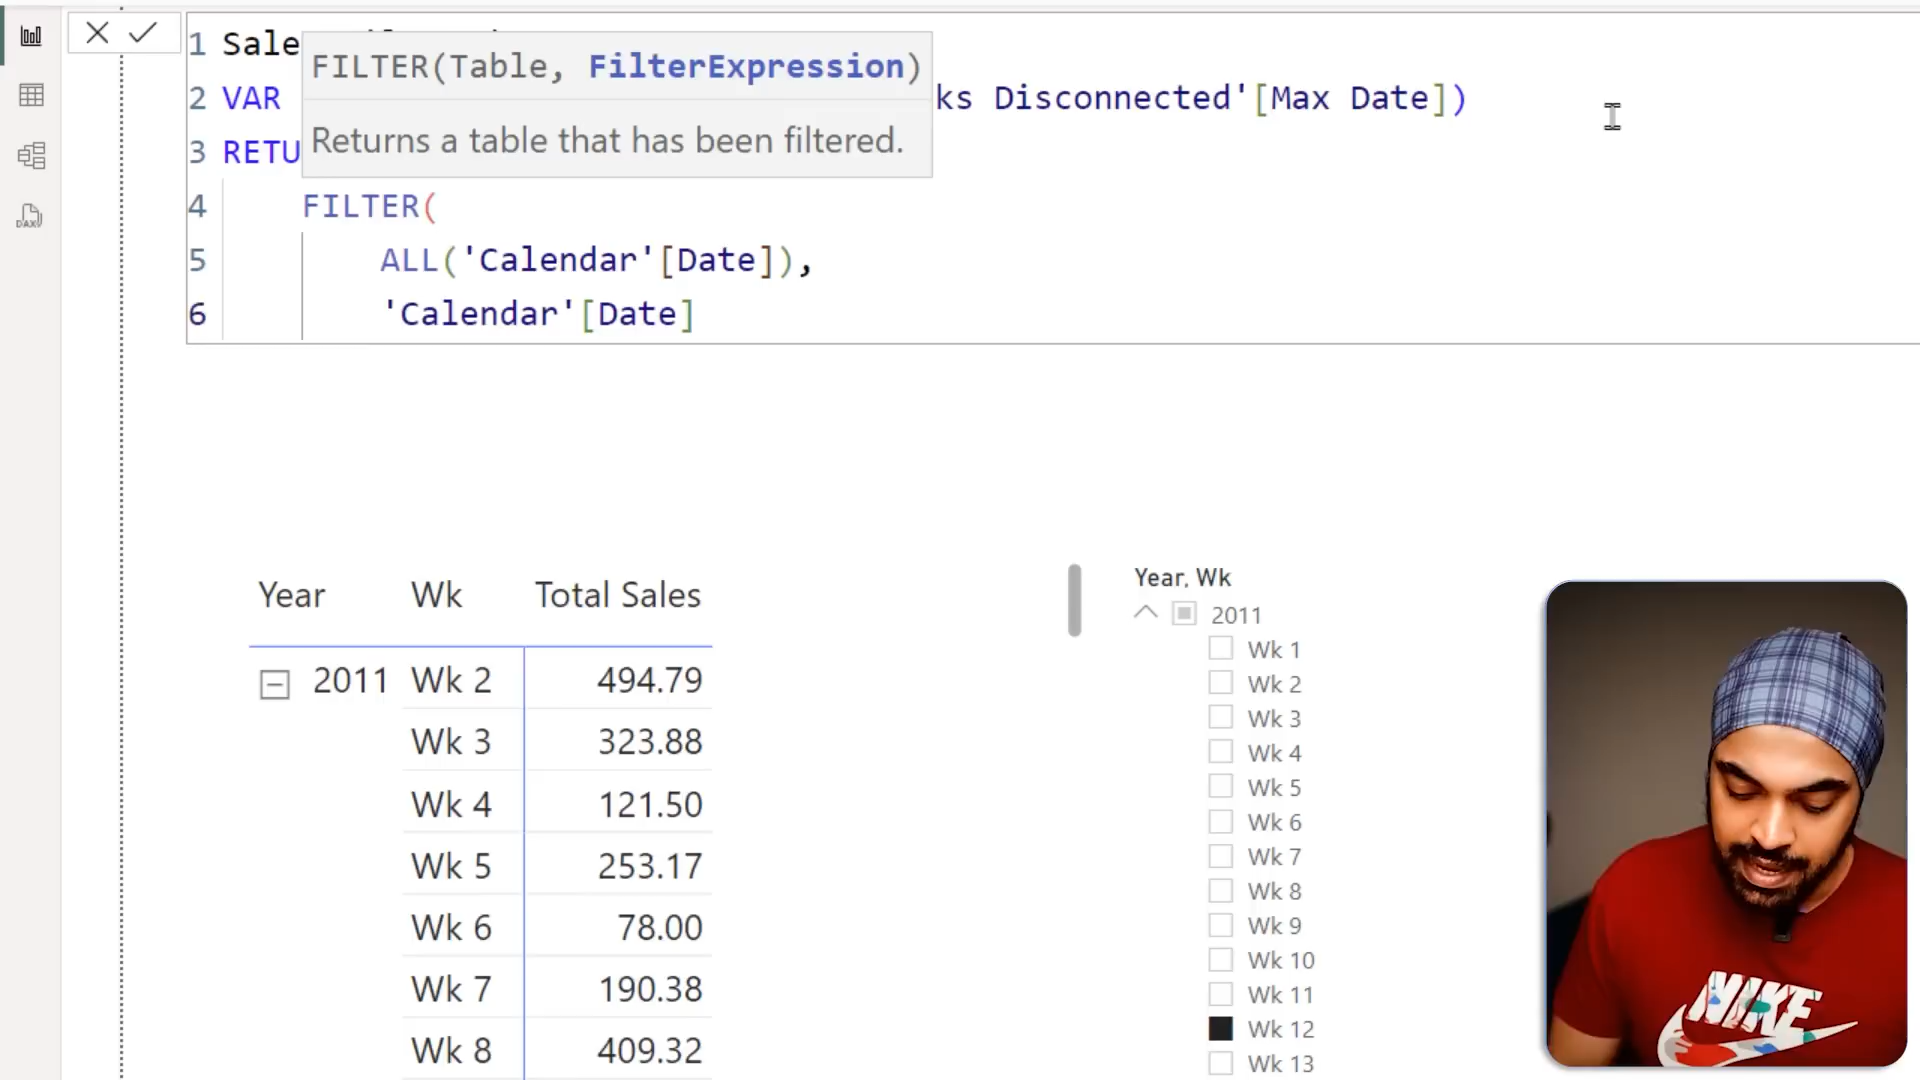 1 Sale
FILTER(Table, FilterExpression)
2 VAR ks Disconnected'[Max Date])
Returns a table that has been filtered.
3 RETU
4 FILTER(
5 ALL('Calendar'[Date]),
6 'Calendar'[Date]
DAX
Year Wk Total Sales
2011 Wk 2 494.79
Wk 3 323.88
Wk 4 121.50
Wk 5 253.17
Wk 6 78.00
Wk 7 190.38
Wk 8 409.32
Year, Wk
2011
Wk 1
Wk 2
Wk 3
Wk 4
Wk 5
Wk 6
Wk 7
Wk 8
Wk 9
Wk 10
Wk 11
Wk 12
Wk 13
NIKE